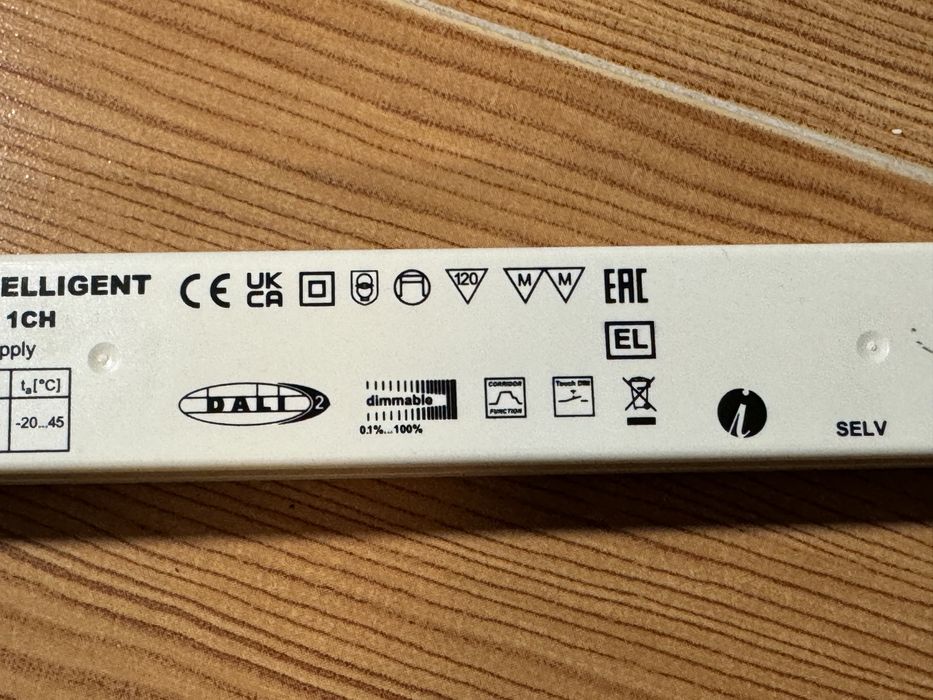 ELLIGENT
1CH
pply
ta[°C]
-20...45
CE UK CA 120 M M EAC
EL
DALI 2
dimmable
0.1%...100%
CORRIDOR
FUNCTION
Touch DIM
i
SELV